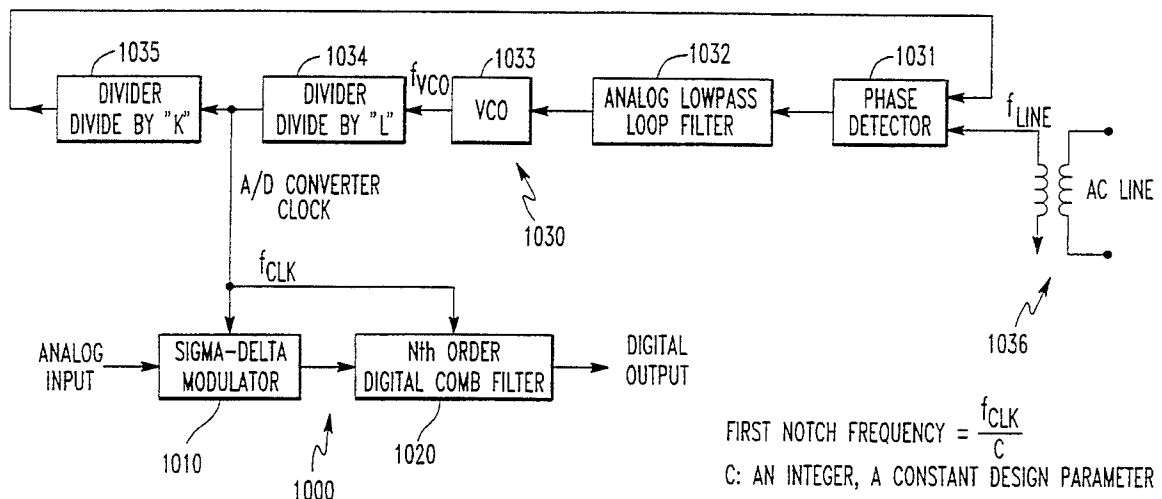 1035
DIVIDER
DIVIDE BY "K"
1034
DIVIDER
DIVIDE BY "L"
fVCO
1033
VCO
1032
ANALOG LOWPASS
LOOP FILTER
1031
PHASE
DETECTOR
fLINE
AC LINE
1036
1030
A/D CONVERTER
CLOCK
fCLK
ANALOG
INPUT
SIGMA-DELTA
MODULATOR
1010
1000
Nth ORDER
DIGITAL COMB FILTER
1020
DIGITAL
OUTPUT
FIRST NOTCH FREQUENCY = fCLK / C
C: AN INTEGER, A CONSTANT DESIGN PARAMETER